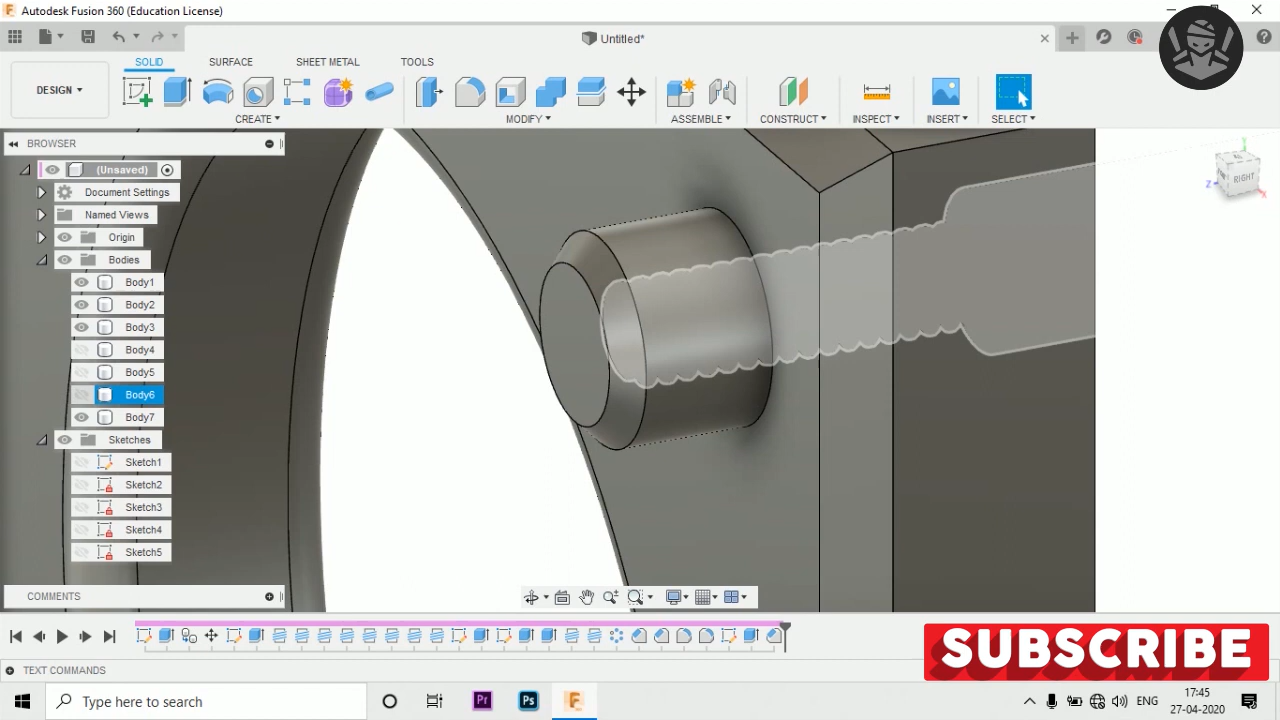 Autodesk Fusion 360 (Education License)
Untitled*
SOLID
SURFACE
SHEET METAL
TOOLS
DESIGN
CREATE
MODIFY
ASSEMBLE
CONSTRUCT
INSPECT
INSERT
SELECT
BROWSER
(Unsaved)
Document Settings
Named Views
Origin
Bodies
Body1
Body2
Body3
Body4
Body5
Body6
Body7
Sketches
Sketch1
Sketch2
Sketch3
Sketch4
Sketch5
RIGHT
Z
X
Y
COMMENTS
TEXT COMMANDS
SUBSCRIBE
Type here to search
Pr
Ps
ENG
17:45
27-04-2020